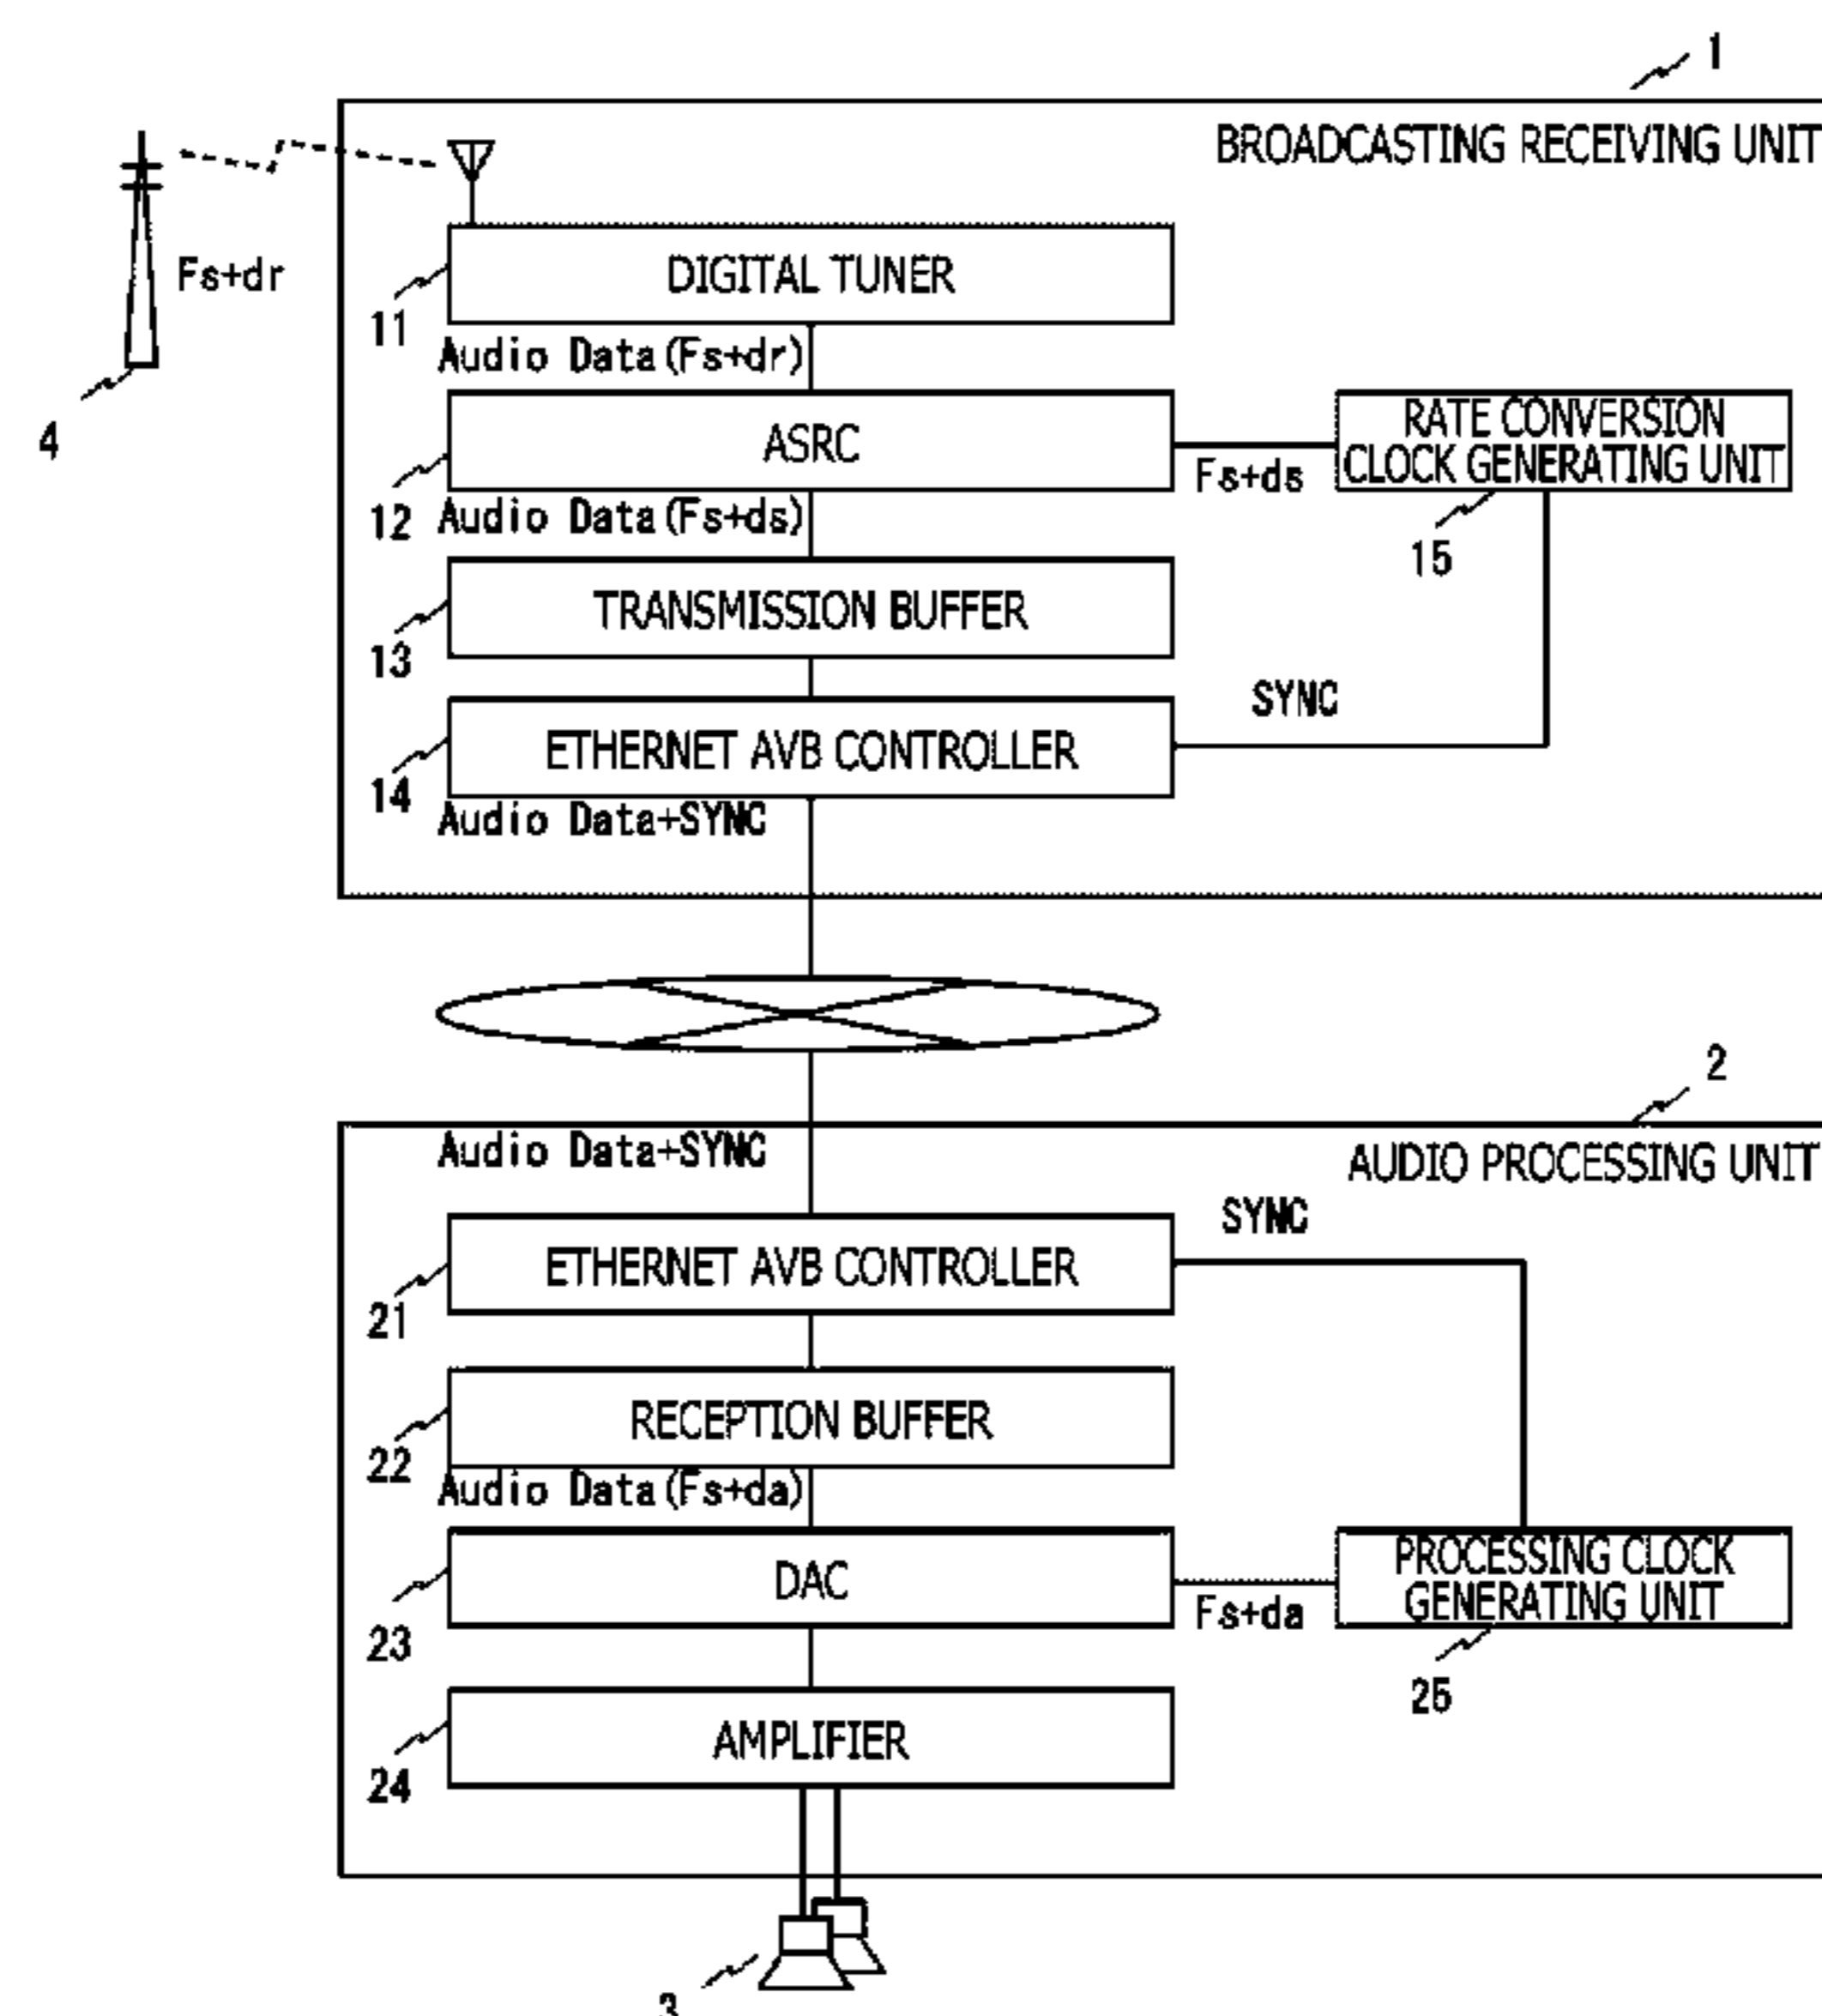 1
BROADCASTING RECEIVING UNIT
Fs+dr
4
DIGITAL TUNER
11
Audio Data(Fs+dr)
ASRC
12
Fs+ds
RATE CONVERSION
CLOCK GENERATING UNIT
15
Audio Data(Fs+ds)
TRANSMISSION BUFFER
13
SYNC
ETHERNET AVB CONTROLLER
14
Audio Data+SYNC
2
Audio Data+SYNC
AUDIO PROCESSING UNIT
SYNC
ETHERNET AVB CONTROLLER
21
RECEPTION BUFFER
22
Audio Data(Fs+da)
DAC
23
Fs+da
PROCESSING CLOCK
GENERATING UNIT
25
AMPLIFIER
24
3